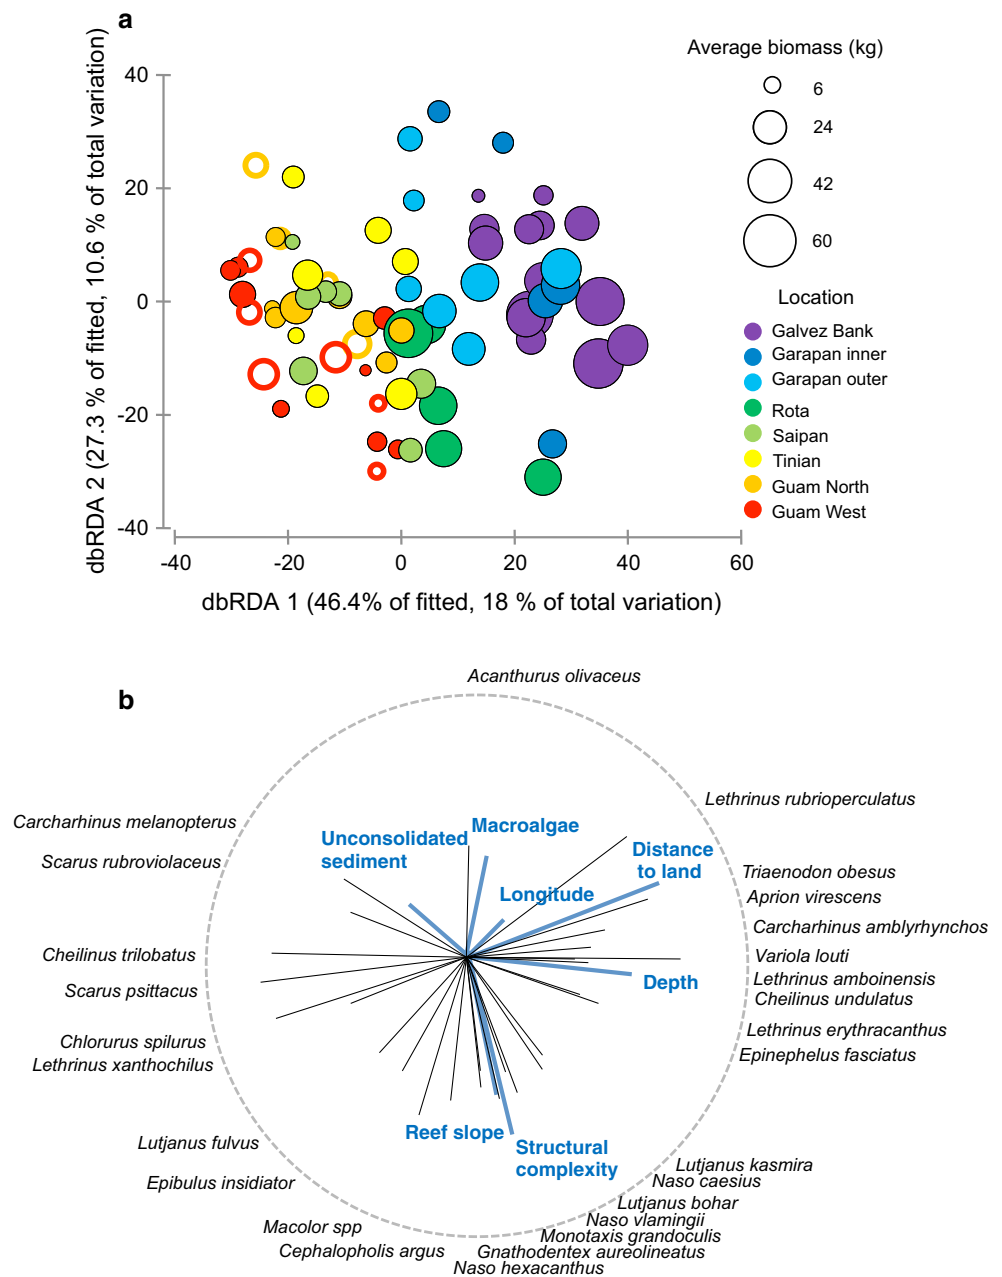 a
Average biomass (kg)
6
24
42
60
Location
Galvez Bank
Garapan inner
Garapan outer
Rota
Saipan
Tinian
Guam North
Guam West
dbRDA 2 (27.3 % of fitted, 10.6 % of total variation)
40
20
0
-20
-40
-40
-20
0
20
40
60
dbRDA 1 (46.4% of fitted, 18 % of total variation)
b
Acanthurus olivaceus
Lethrinus rubrioperculatus
Carcharhinus melanopterus
Scarus rubroviolaceus
Unconsolidated
sediment
Macroalgae
Distance
to land
Longitude
Triaenodon obesus
Aprion virescens
Carcharhinus amblyrhynchos
Cheilinus trilobatus
Variola louti
Scarus psittacus
Depth
Lethrinus amboinensis
Cheilinus undulatus
Chlorurus spilurus
Lethrinus xanthochilus
Lethrinus erythracanthus
Epinephelus fasciatus
Reef slope
Structural
complexity
Lutjanus fulvus
Epibulus insidiator
Lutjanus kasmira
Naso caesius
Lutjanus bohar
Naso vlamingii
Macolor spp
Monotaxis grandoculis
Cephalopholis argus
Gnathodentex aureolineatus
Naso hexacanthus